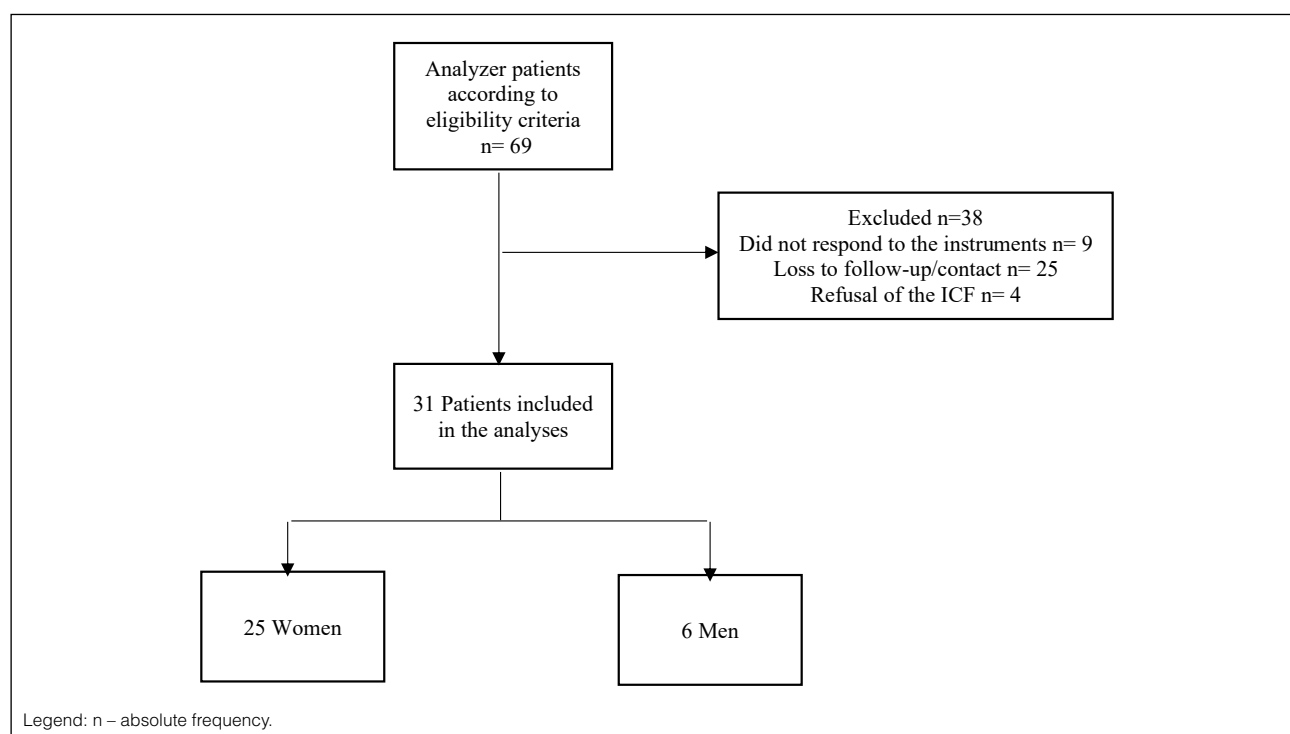 Analyzer patients
according to
eligibility criteria
n= 69
Excluded n=38
Did not respond to the instruments n= 9
Loss to follow-up/contact n= 25
Refusal of the ICF n= 4
31 Patients included
in the analyses
25 Women
6 Men
Legend: n – absolute frequency.